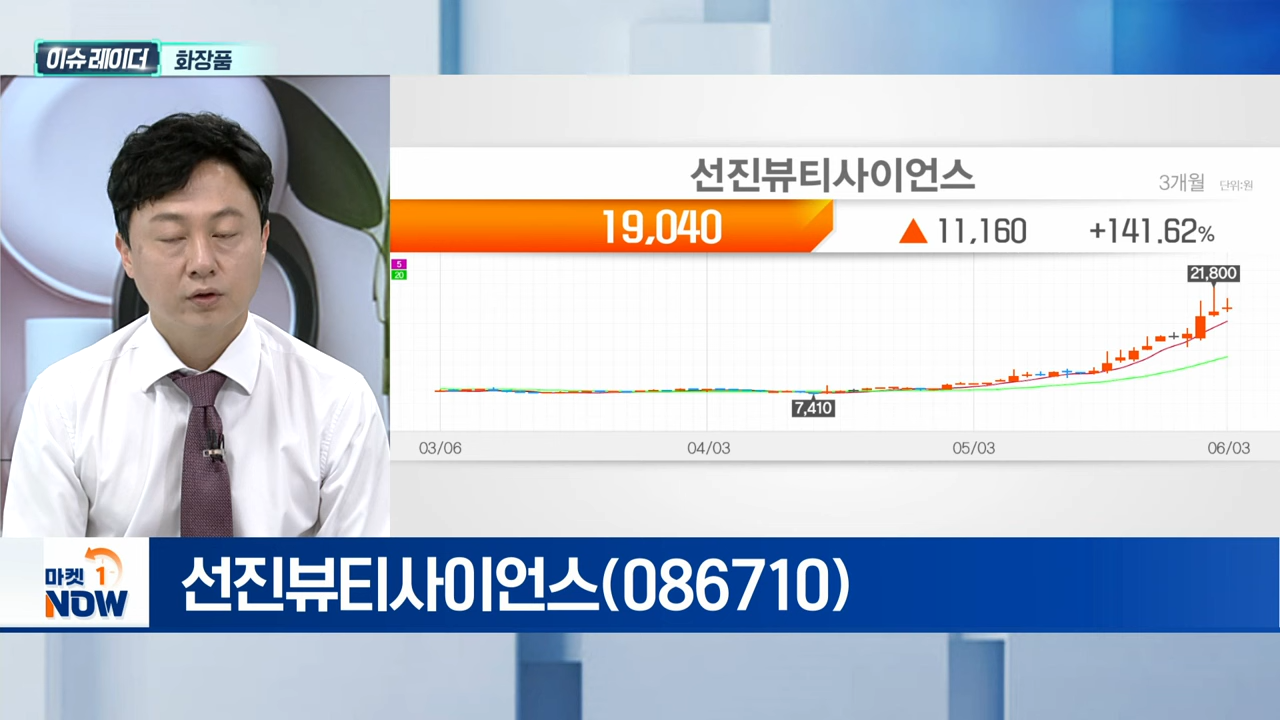 이슈 레이더 화장품
선진뷰티사이언스
3개월 단위:원
19,040 ▲ 11,160 +141.62%
5
20
21,800
7,410
03/06 04/03 05/03 06/03
마켓 1
NOW
선진뷰티사이언스(086710)